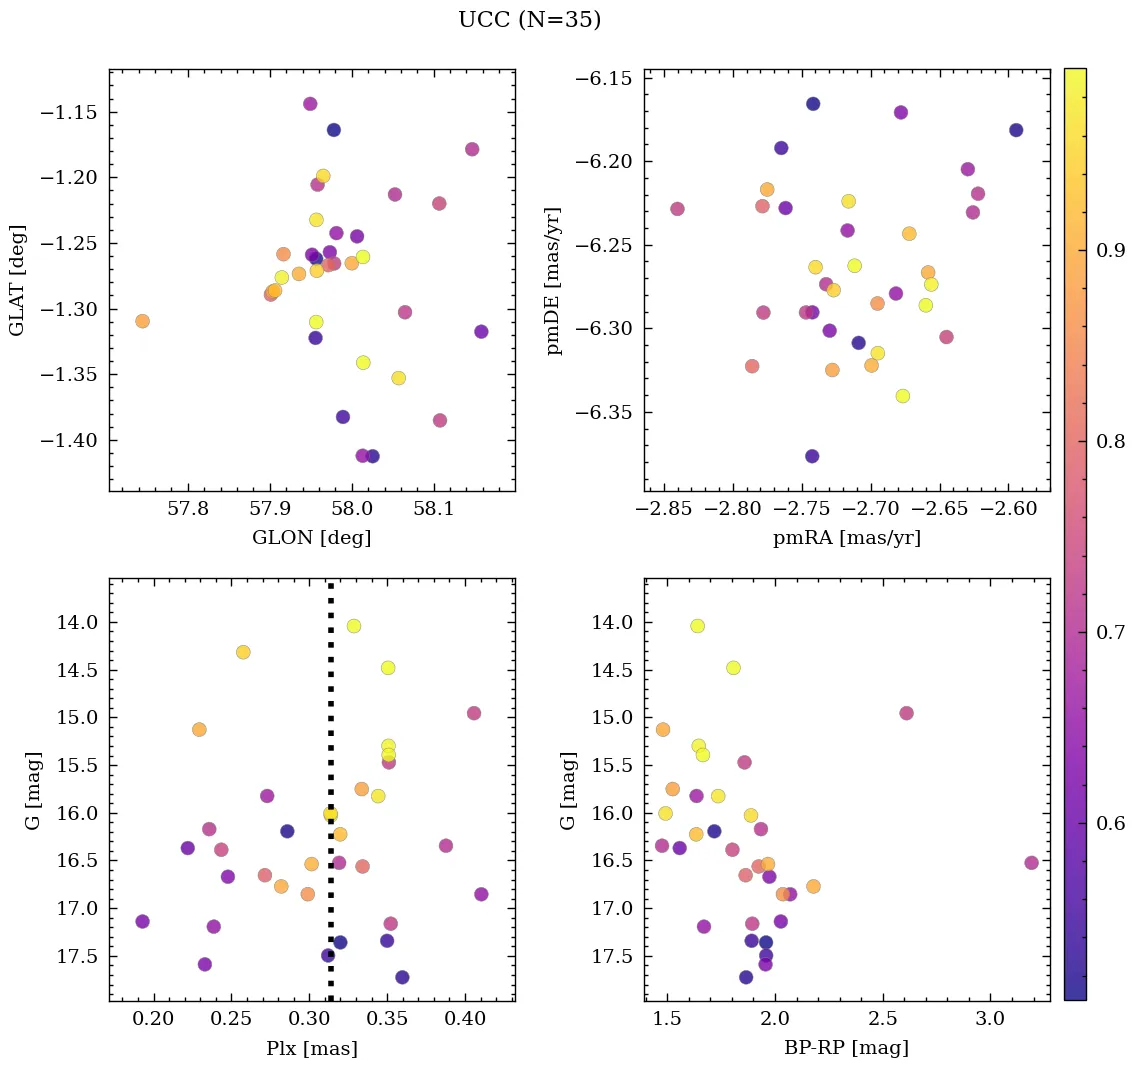 UCC (N=35)
−1.15
−1.20
−1.25
−1.30
−1.35
−1.40
GLAT [deg]
57.8 57.9 58.0 58.1
GLON [deg]
−6.15
−6.20
−6.25
−6.30
−6.35
pmDE [mas/yr]
−2.85 −2.80 −2.75 −2.70 −2.65 −2.60
pmRA [mas/yr]
14.0
14.5
15.0
15.5
16.0
16.5
17.0
17.5
G [mag]
0.20 0.25 0.30 0.35 0.40
Plx [mas]
14.0
14.5
15.0
15.5
16.0
16.5
17.0
17.5
G [mag]
1.5 2.0 2.5 3.0
BP-RP [mag]
0.9
0.8
0.7
0.6